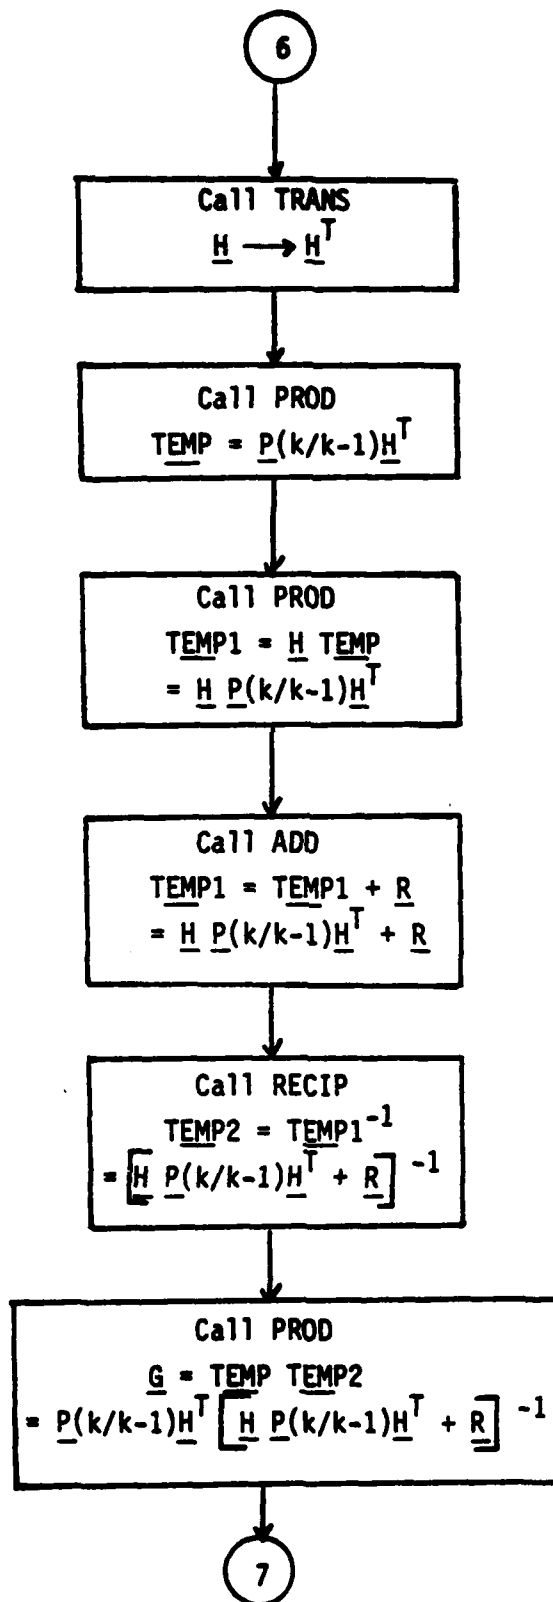 6
Call TRANS
H ⟶ H^T
Call PROD
TEMP = P(k/k-1)H^T
Call PROD
TEMP1 = H TEMP
= H P(k/k-1)H^T
Call ADD
TEMP1 = TEMP1 + R
= H P(k/k-1)H^T + R
Call RECIP
TEMP2 = TEMP1^-1
= [H P(k/k-1)H^T + R]^-1
Call PROD
G = TEMP TEMP2
= P(k/k-1)H^T [H P(k/k-1)H^T + R]^-1
7